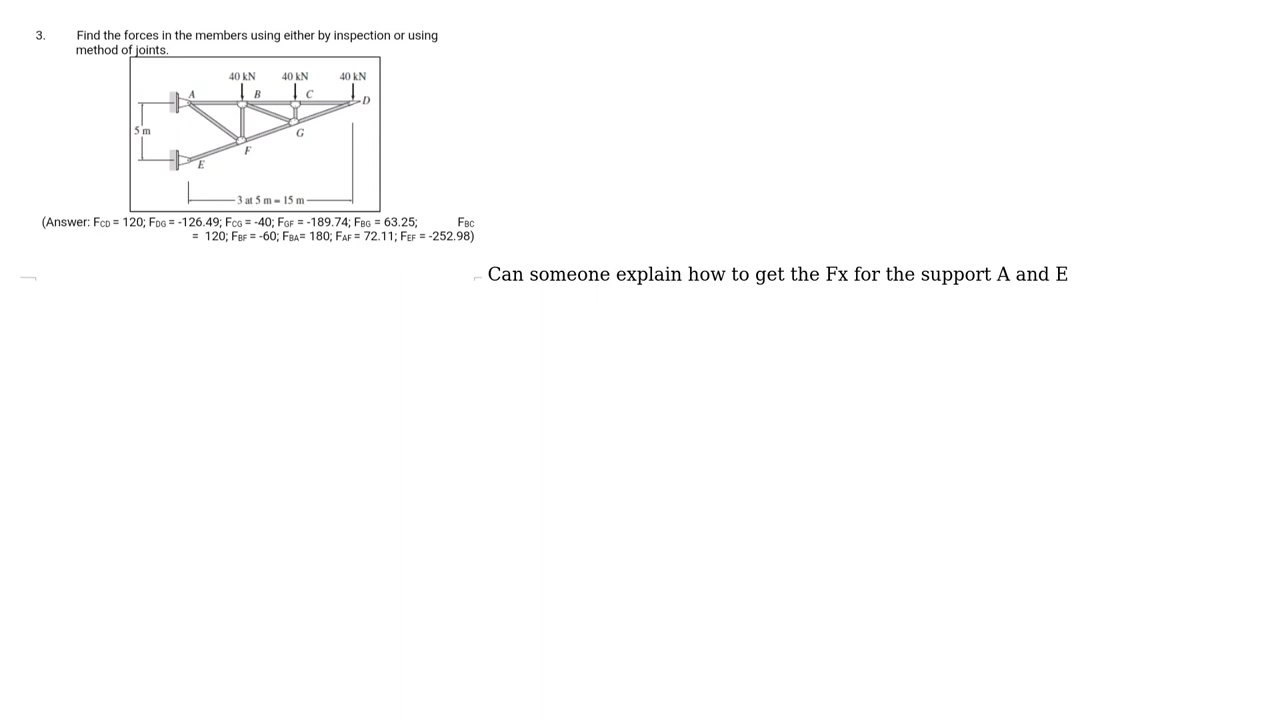 3. Find the forces in the members using either by inspection or using
method of joints.
40 kN 40 kN 40 kN
A B C D
5 m
G
F
E
3 at 5 m = 15 m
(Answer: FCD = 120; FDG = -126.49; FCG = -40; FGF = -189.74; FBG = 63.25; FBC
= 120; FBF = -60; FBA= 180; FAF = 72.11; FEF = -252.98)
Can someone explain how to get the Fx for the support A and E